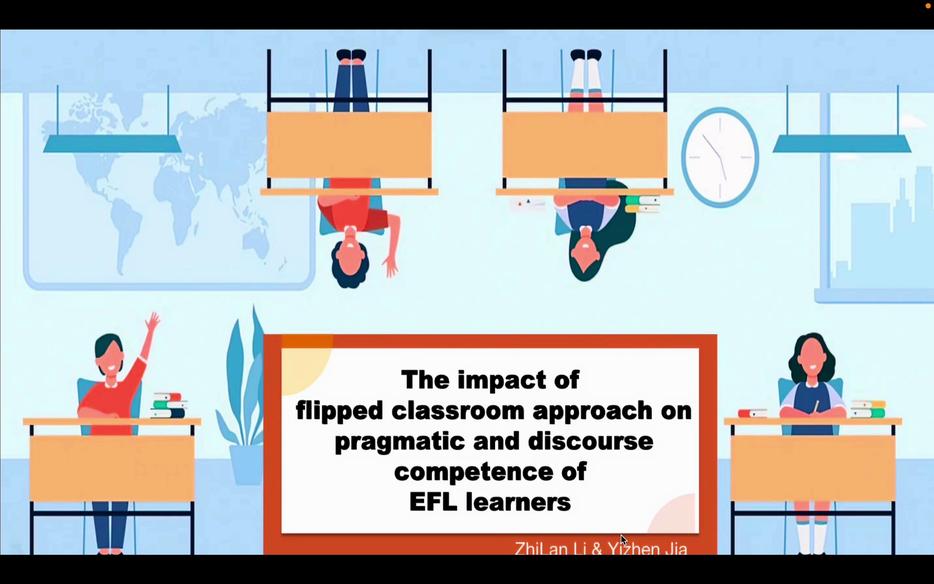 The impact of
flipped classroom approach on
pragmatic and discourse
competence of
EFL learners
ZhiLan Li & Yizhen Jia